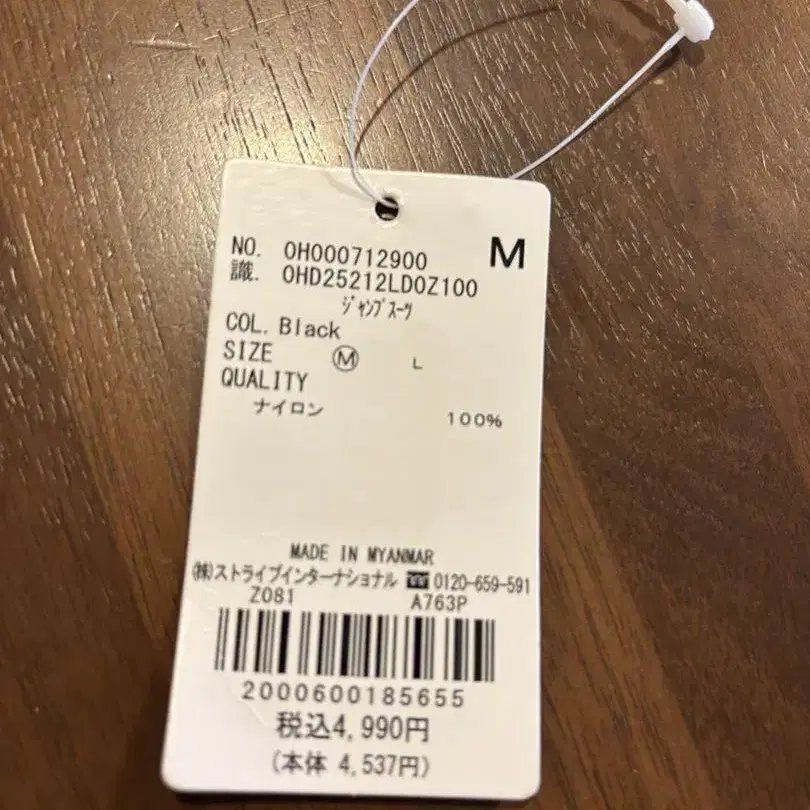 M
NO. OH000712900
識. OHD25212LD0Z100
ｼﾞｬﾝﾌﾟｽｰﾂ
COL. Black
SIZE Ⓜ L
QUALITY
ナイロン 100%
MADE IN MYANMAR
㈱ストライプインターナショナル ☎ 0120-659-591
Z081 A763P
2000600185655
税込4,990円
(本体 4,537円)